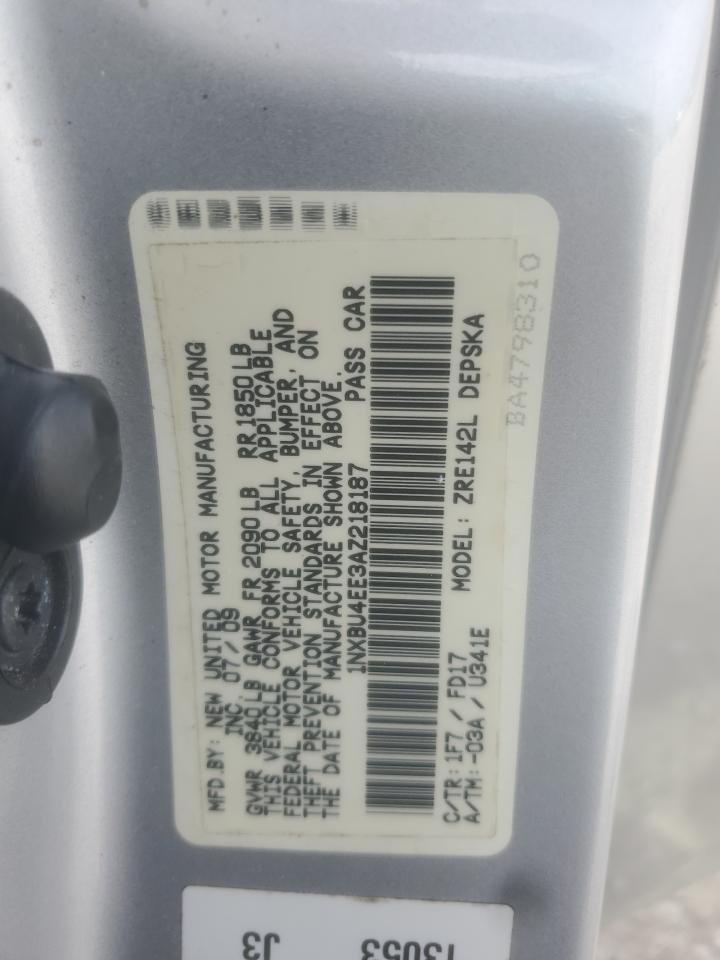 MFD.BY: NEW UNITED MOTOR MANUFACTURING
INC. 07/09
GVWR 3840LB GAWR FR 2090LB RR1850LB
THIS VEHICLE CONFORMS TO ALL APPLICABLE
FEDERAL MOTOR VEHICLE SAFETY, BUMPER, AND
THEFT PREVENTION STANDARDS IN EFFECT ON
THE DATE OF MANUFACTURE SHOWN ABOVE.
1NXBU4EE3AZ218187 PASS CAR
C/TR: 1F7 / FD17 MODEL: ZRE142L DEPSKA
A/TM: -03A / U341E
BA4798310
13053
J3